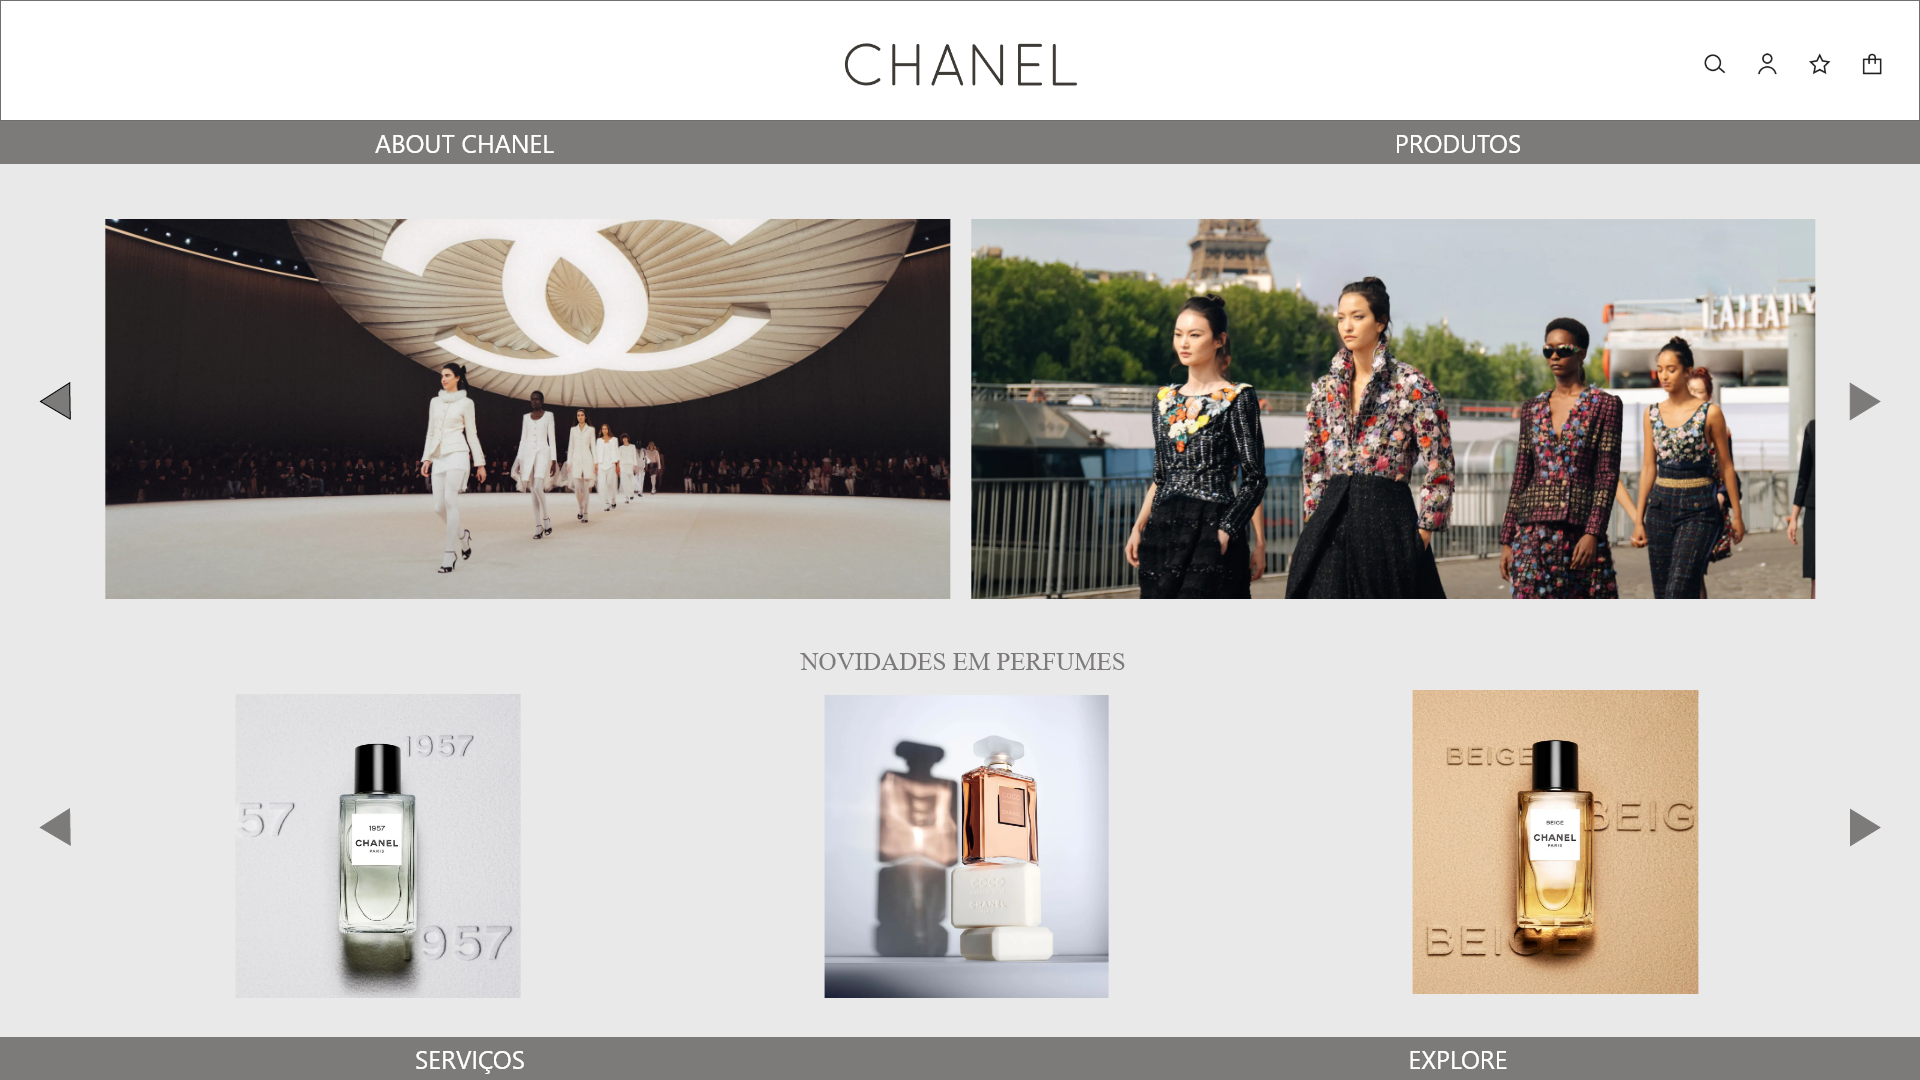 CHANEL
ABOUT CHANEL
PRODUTOS
NOVIDADES EM PERFUMES
1957
57
1957
CHANEL
PARIS
957
COCO
CHANEL
BEIGE
BEIG
BEIGE
CHANEL
PARIS
BEIGE
SERVIÇOS
EXPLORE